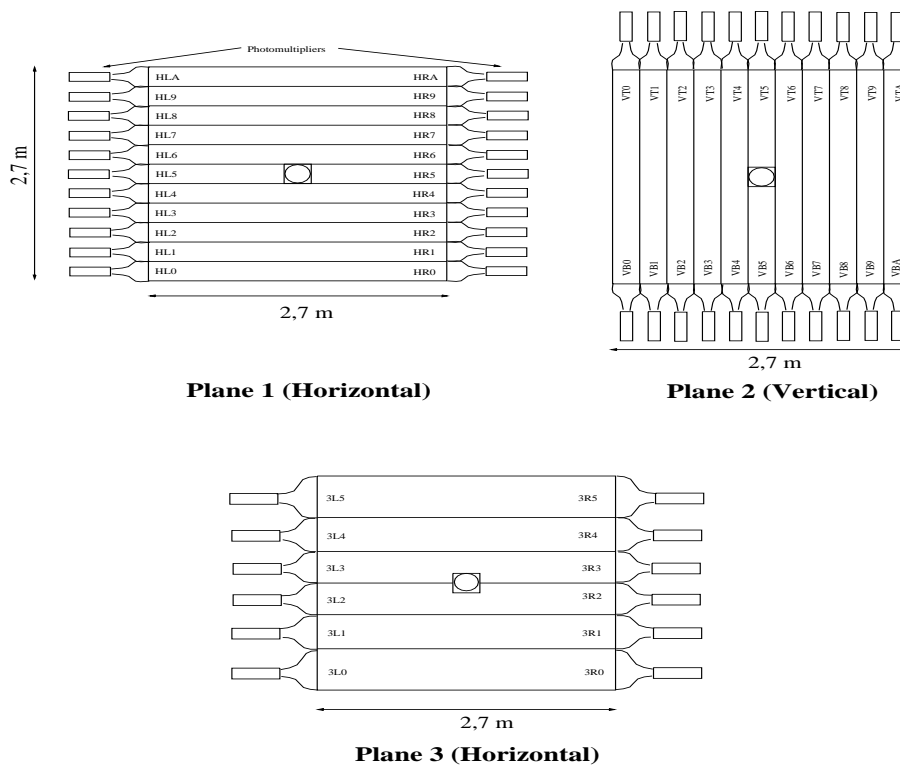 Photomultipliers
HLA HRA
HL9 HR9
HL8 HR8
HL7 HR7
HL6 HR6
HL5 HR5
HL4 HR4
HL3 HR3
HL2 HR2
HL1 HR1
HL0 HR0
2,7 m
2,7 m
Plane 1 (Horizontal)
VT0 VT1 VT2 VT3 VT4 VT5 VT6 VT7 VT8 VT9 VTA
VB0 VB1 VB2 VB3 VB4 VB5 VB6 VB7 VB8 VB9 VBA
2,7 m
Plane 2 (Vertical)
3L5 3R5
3L4 3R4
3L3 3R3
3L2 3R2
3L1 3R1
3L0 3R0
2,7 m
Plane 3 (Horizontal)